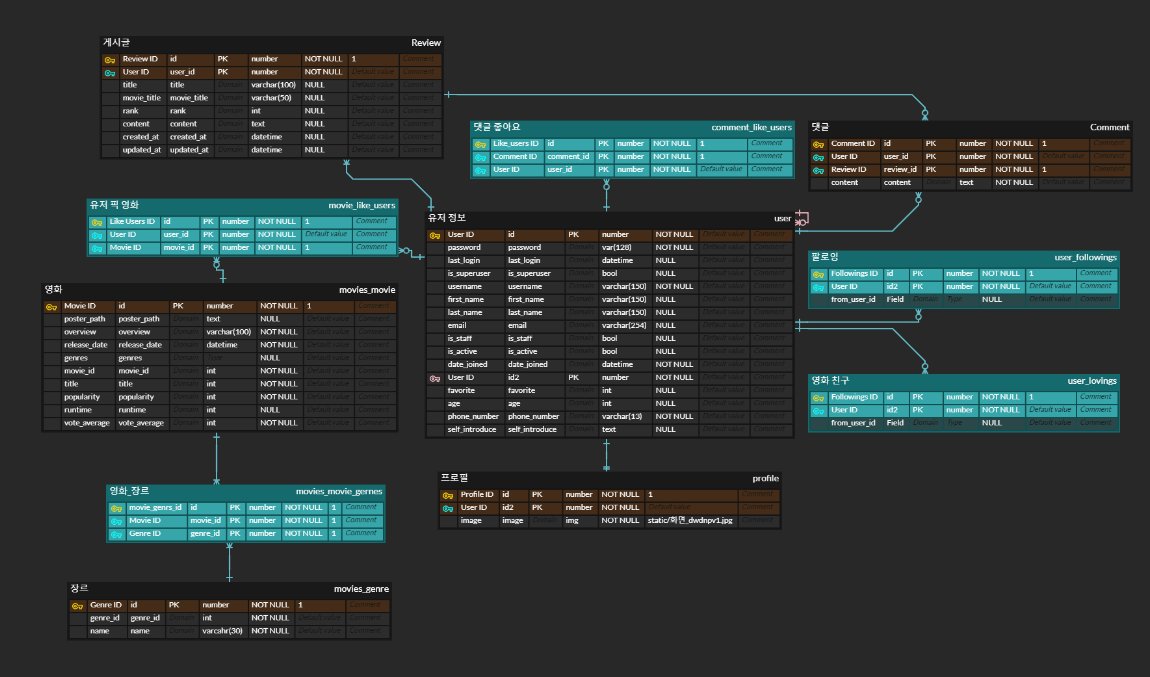 게시글 Review
Review ID id PK number NOT NULL 1 Comment
User ID user_id PK number NOT NULL Default value Comment
title title Domain varchar(100) NULL Default value Comment
movie_title movie_title Domain varchar(50) NULL Default value Comment
rank rank Domain int NULL Default value Comment
content content Domain text NULL Default value Comment
created_at created_at Domain datetime NULL Default value Comment
updated_at updated_at Domain datetime NULL Default value Comment
댓글 좋아요 comment_like_users
Like_users ID id PK number NOT NULL 1 Comment
Comment ID comment_id PK number NOT NULL 1 Comment
User ID user_id PK number NOT NULL Default value Comment
댓글 Comment
Comment ID id PK number NOT NULL 1 Comment
User ID user_id PK number NOT NULL Default value Comment
Review ID review_id PK number NOT NULL 1 Comment
content content Domain text NOT NULL Default value Comment
유저 픽 영화 movie_like_users
Like Users ID id PK number NOT NULL 1 Comment
User ID user_id PK number NOT NULL Default value Comment
Movie ID movie_id PK number NOT NULL 1 Comment
유저 정보 user
User ID id PK number NOT NULL Default value Comment
password password Domain var(128) NOT NULL Default value Comment
last_login last_login Domain datetime NULL Default value Comment
is_superuser is_superuser Domain bool NULL Default value Comment
username username Domain varchar(150) NOT NULL Default value Comment
first_name first_name Domain varchar(150) NULL Default value Comment
last_name last_name Domain varchar(150) NULL Default value Comment
email email Domain varchar(254) NULL Default value Comment
is_staff is_staff Domain bool NULL Default value Comment
is_active is_active Domain bool NULL Default value Comment
date_joined date_joined Domain datetime NOT NULL Default value Comment
User ID id2 PK number NOT NULL Default value Comment
favorite favorite Domain int NULL Default value Comment
age age Domain int NULL Default value Comment
phone_number phone_number Domain varchar(13) NOT NULL Default value Comment
self_introduce self_introduce Domain text NULL Default value Comment
팔로잉 user_followings
Followings ID id PK number NOT NULL 1 Comment
User ID id2 PK number NOT NULL Default value Comment
from_user_id Field Domain Type NULL Default value Comment
영화 movies_movie
Movie ID id PK number NOT NULL 1 Comment
poster_path poster_path Domain text NULL Default value Comment
overview overview Domain varchar(100) NULL Default value Comment
release_date release_date Domain datetime NOT NULL Default value Comment
genres genres Domain Type NULL Default value Comment
movie_id movie_id Domain int NOT NULL Default value Comment
title title Domain int NOT NULL Default value Comment
popularity popularity Domain int NOT NULL Default value Comment
runtime runtime Domain int NULL Default value Comment
vote_average vote_average Domain int NOT NULL Default value Comment
영화 친구 user_lovings
Followings ID id PK number NOT NULL 1 Comment
User ID id2 PK number NOT NULL Default value Comment
from_user_id Field Domain Type NULL Default value Comment
프로필 profile
Profile ID id PK number NOT NULL 1 Comment
User ID id2 PK number NOT NULL Default value Comment
image image Domain img NOT NULL static/화면_dwdnpv1.jpg Comment
영화_장르 movies_movie_gernes
movie_genrs_id id PK number NOT NULL 1 Comment
Movie ID movie_id PK number NOT NULL 1 Comment
Genre ID genre_id PK number NOT NULL 1 Comment
장르 movies_genre
Genre ID id PK number NOT NULL 1 Comment
genre_id genre_id Domain int NOT NULL Default value Comment
name name Domain varcahr(30) NOT NULL Default value Comment